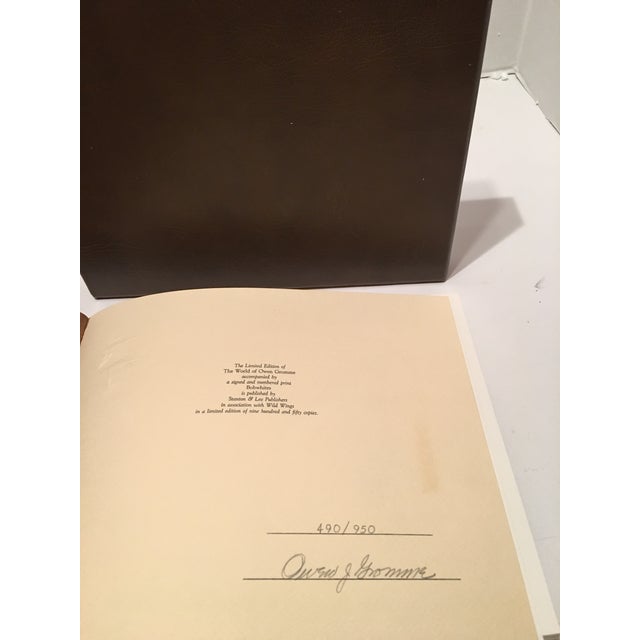 The Limited Edition of
The World of Owen Gromme
accompanied by
a signed and numbered print
Bobwhites
is published by
Stanton & Lee Publishers
in association with Wild Wings
in a limited edition of nine hundred and fifty copies.
490/950
Owen J Gromme